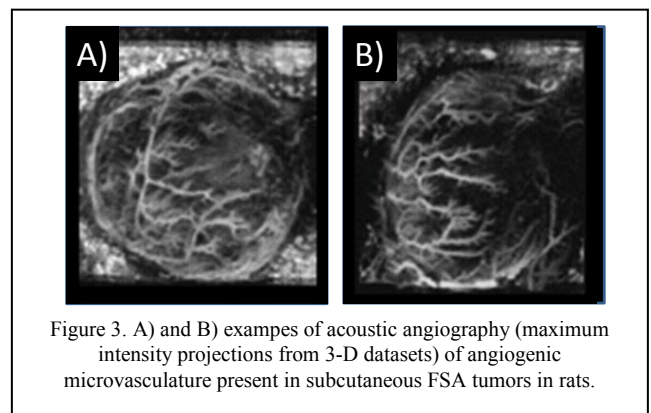 A)
B)
Figure 3. A) and B) exampes of acoustic angiography (maximum
intensity projections from 3-D datasets) of angiogenic
microvasculature present in subcutaneous FSA tumors in rats.